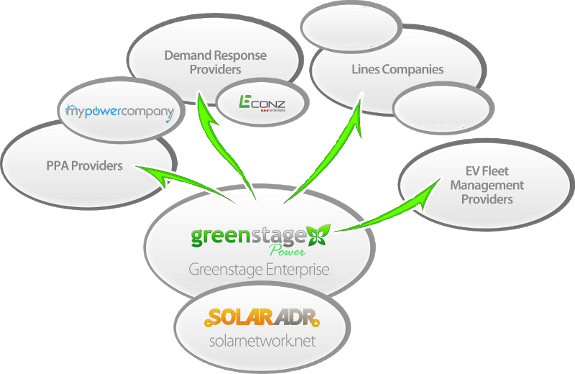 Demand Response
Providers
Lines Companies
mypowercompany
ECONZ
PPA Providers
EV Fleet
Management
Providers
greenstage
Power
Greenstage Enterprise
SOLARADR
solarnetwork.net